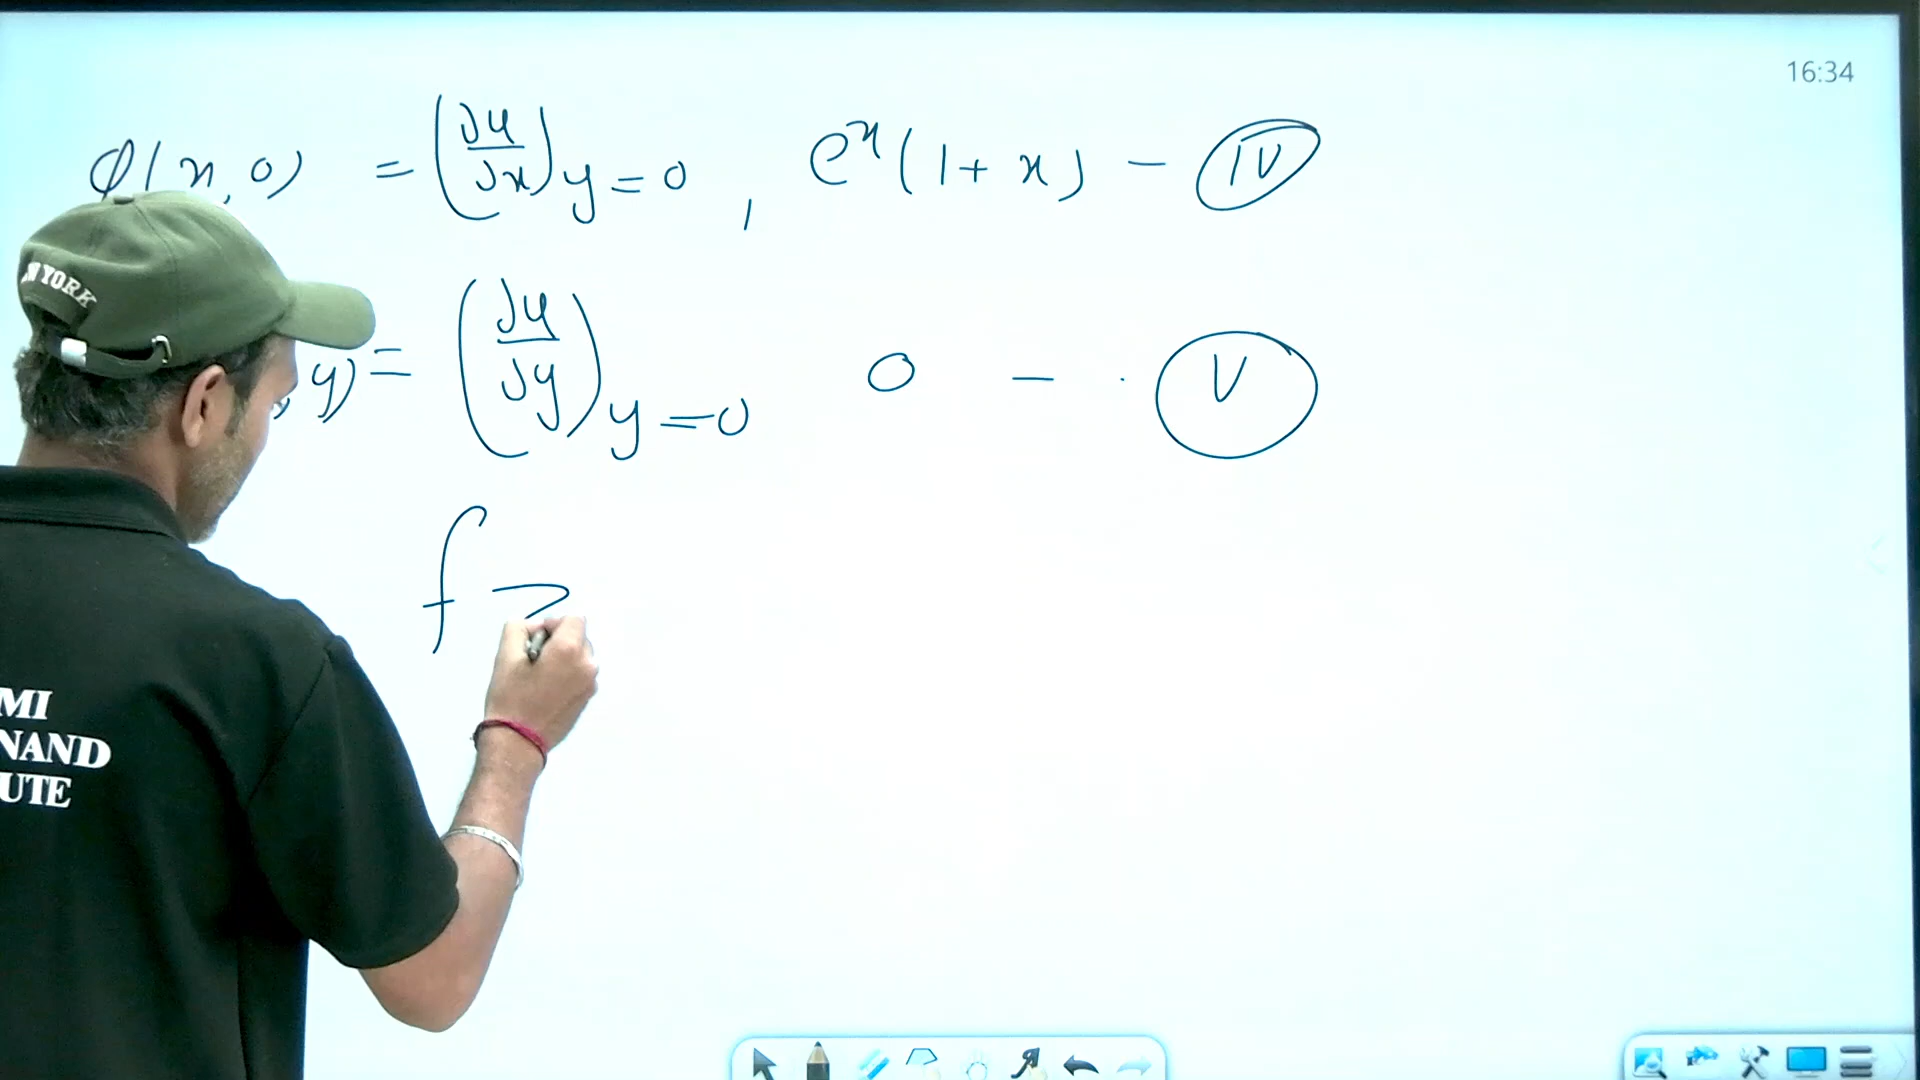 16:34
φ(x,0) = (∂u/∂x)y=0, e^x(1+x) - IV
, y) = (∂u/∂y)y=0 0 - V
f
YORK
MI
NAND
UTE